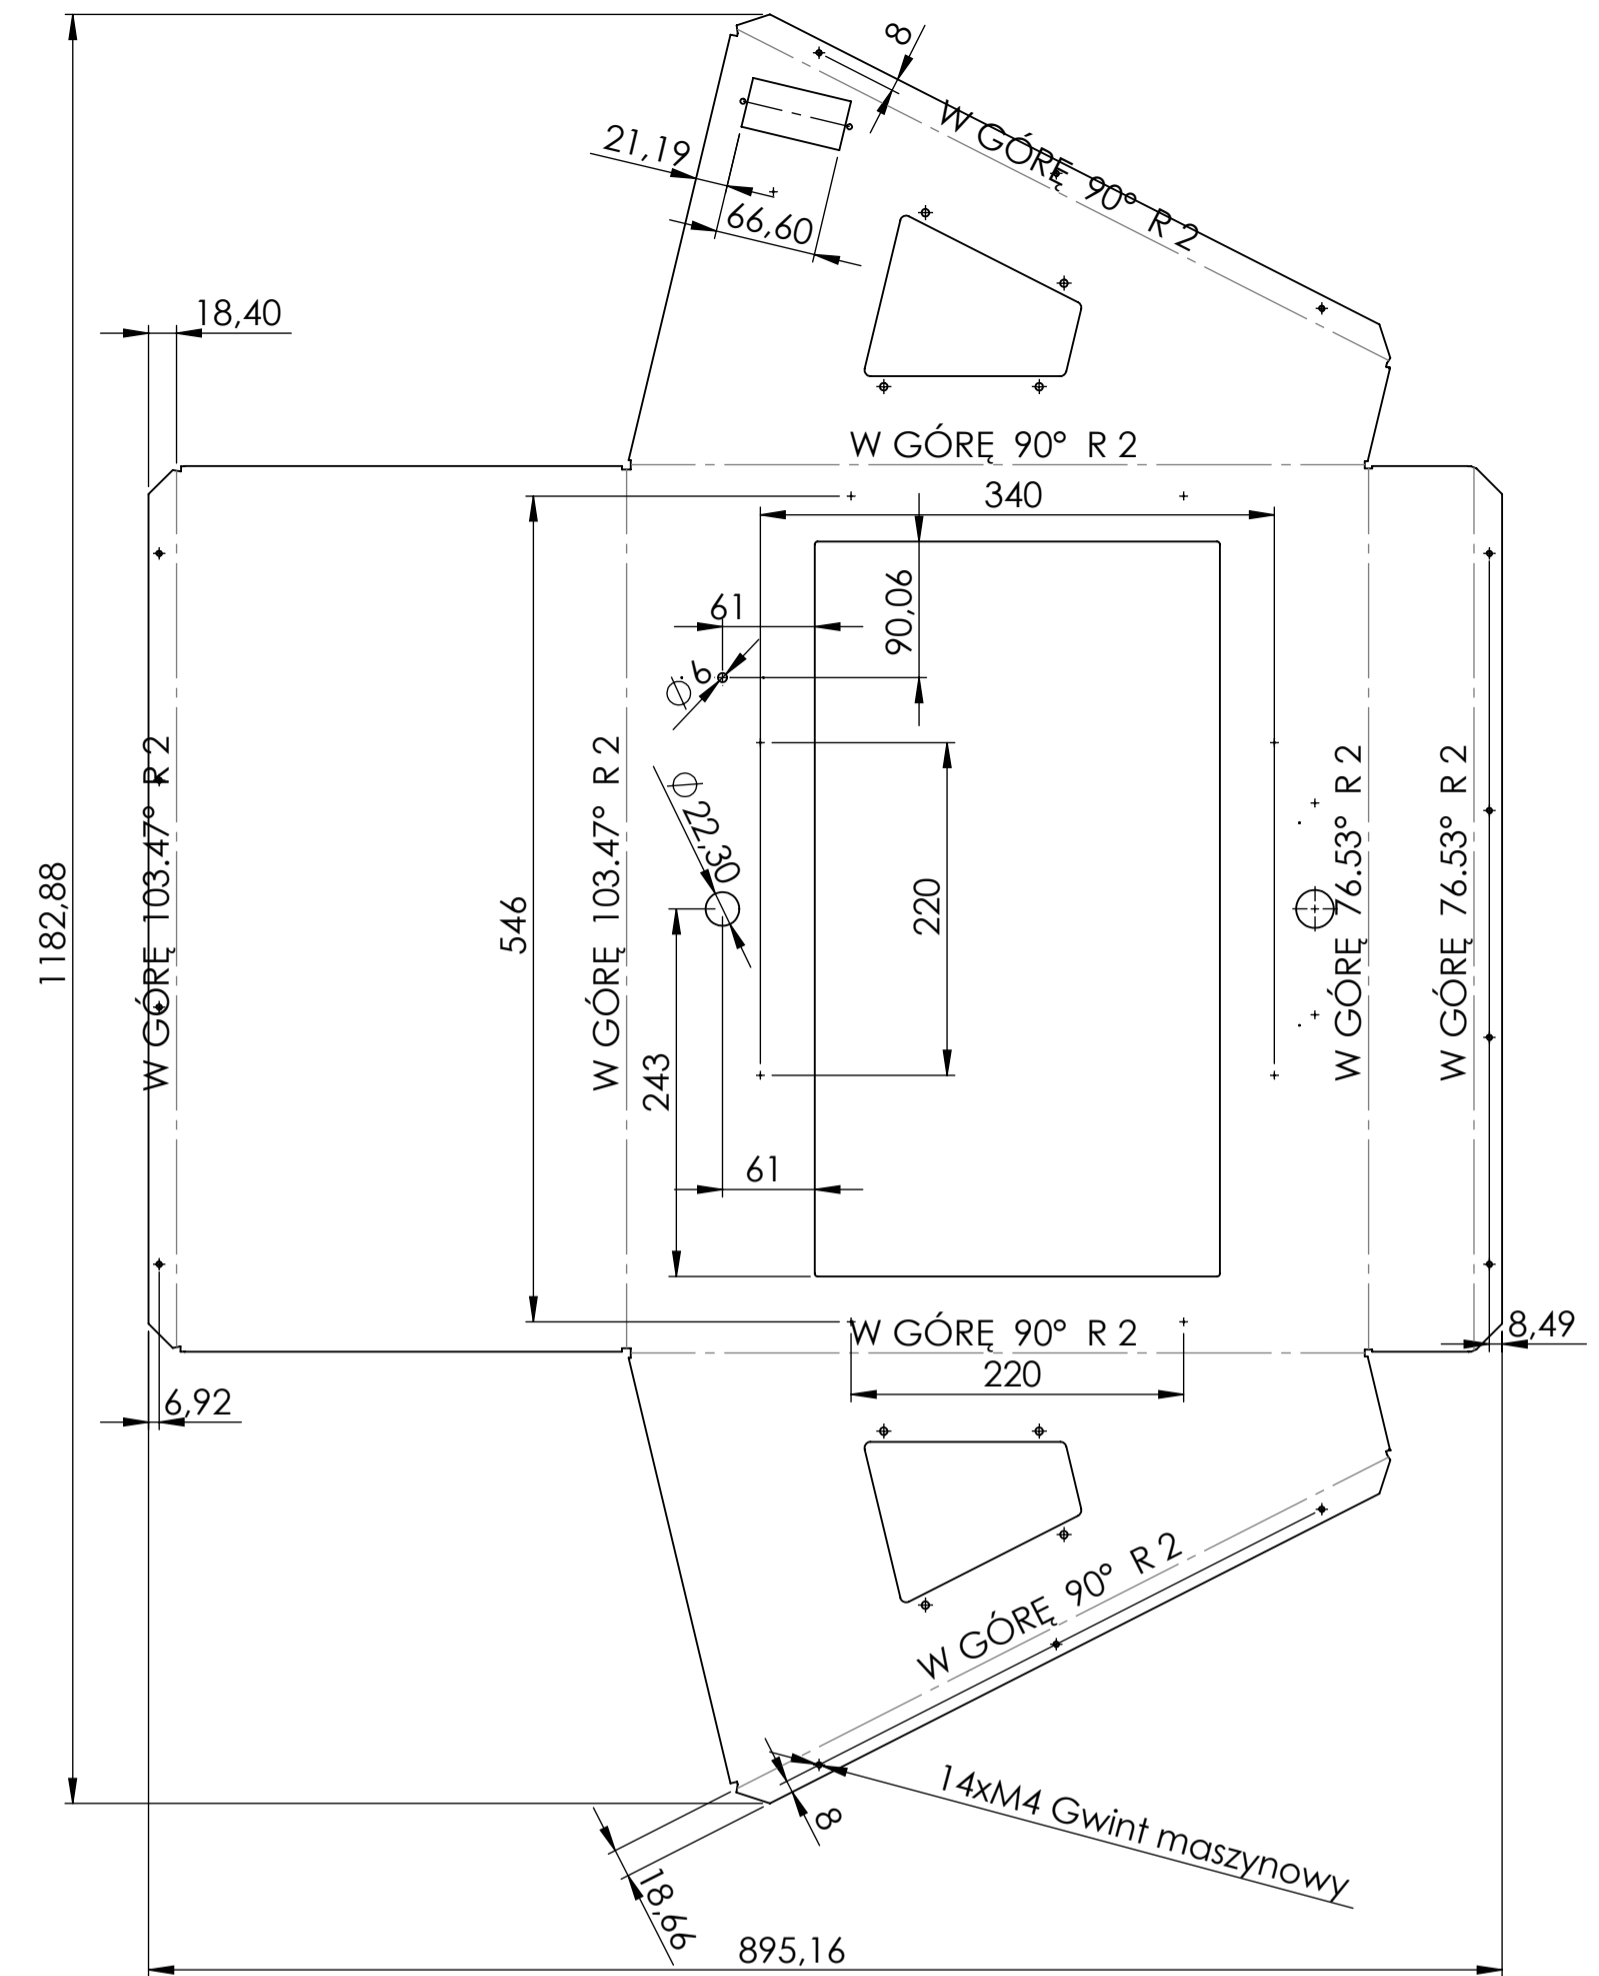 8
W GÓRĘ 90° R 2
21,19
66,60
18,40
W GÓRĘ 90° R 2
340
90,06
61
⌀ 6
W GÓRĘ 103.47° R 2
W GÓRĘ 103.47° R 2
⌀ 22,30
W GÓRĘ 76.53° R 2
W GÓRĘ 76.53° R 2
1182,88
546
220
243
61
W GÓRĘ 90° R 2
8,49
220
6,92
W GÓRĘ 90° R 2
14xM4 Gwint maszynowy
8
18,66
895,16